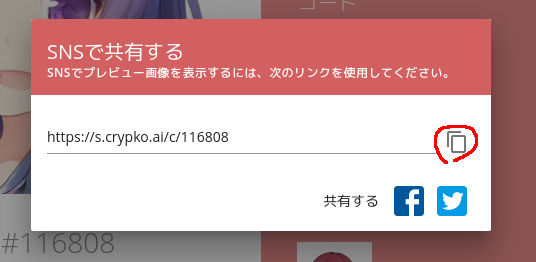 コード
SNSで共有する
SNSでプレビュー画像を表示するには、次のリンクを使用してください。
https://s.crypko.ai/c/116808
共有する
#116808